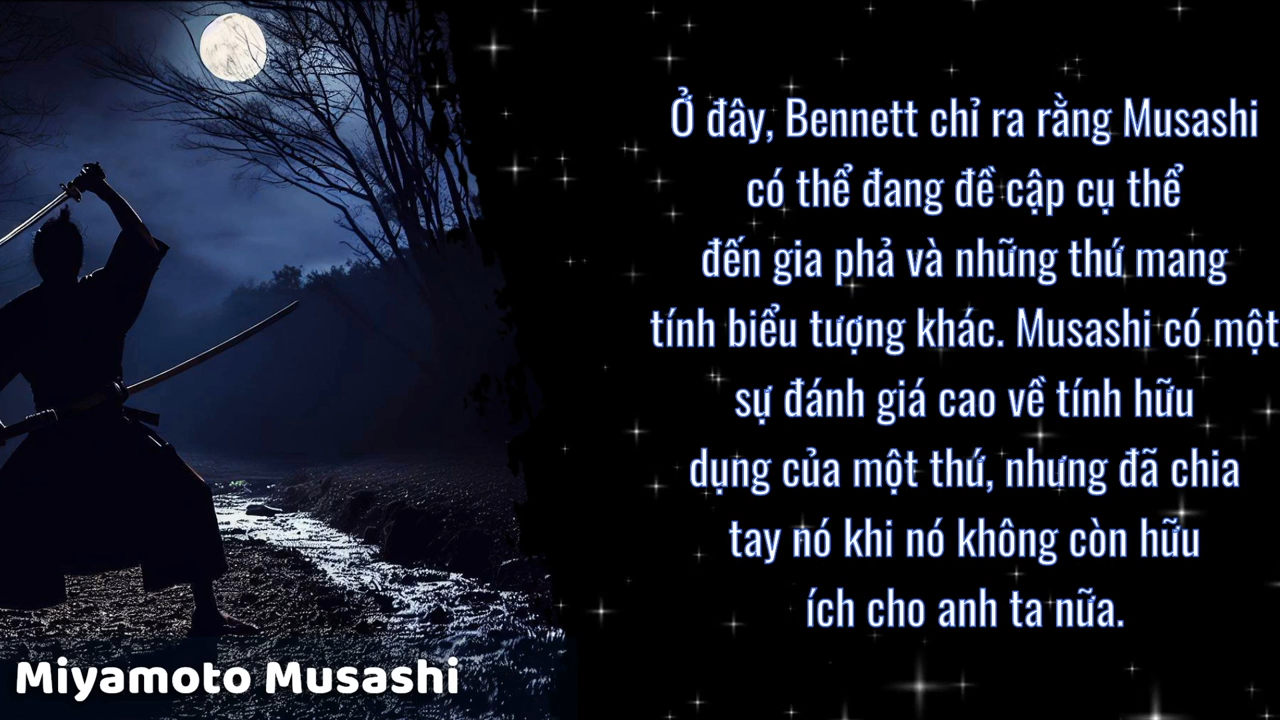 Ở đây, Bennett chỉ ra rằng Musashi
có thể đang đề cập cụ thể
đến gia phả và những thứ mang
tính biểu tượng khác. Musashi có một
sự đánh giá cao về tính hữu
dụng của một thứ, nhưng đã chia
tay nó khi nó không còn hữu
ích cho anh ta nữa.
Miyamoto Musashi